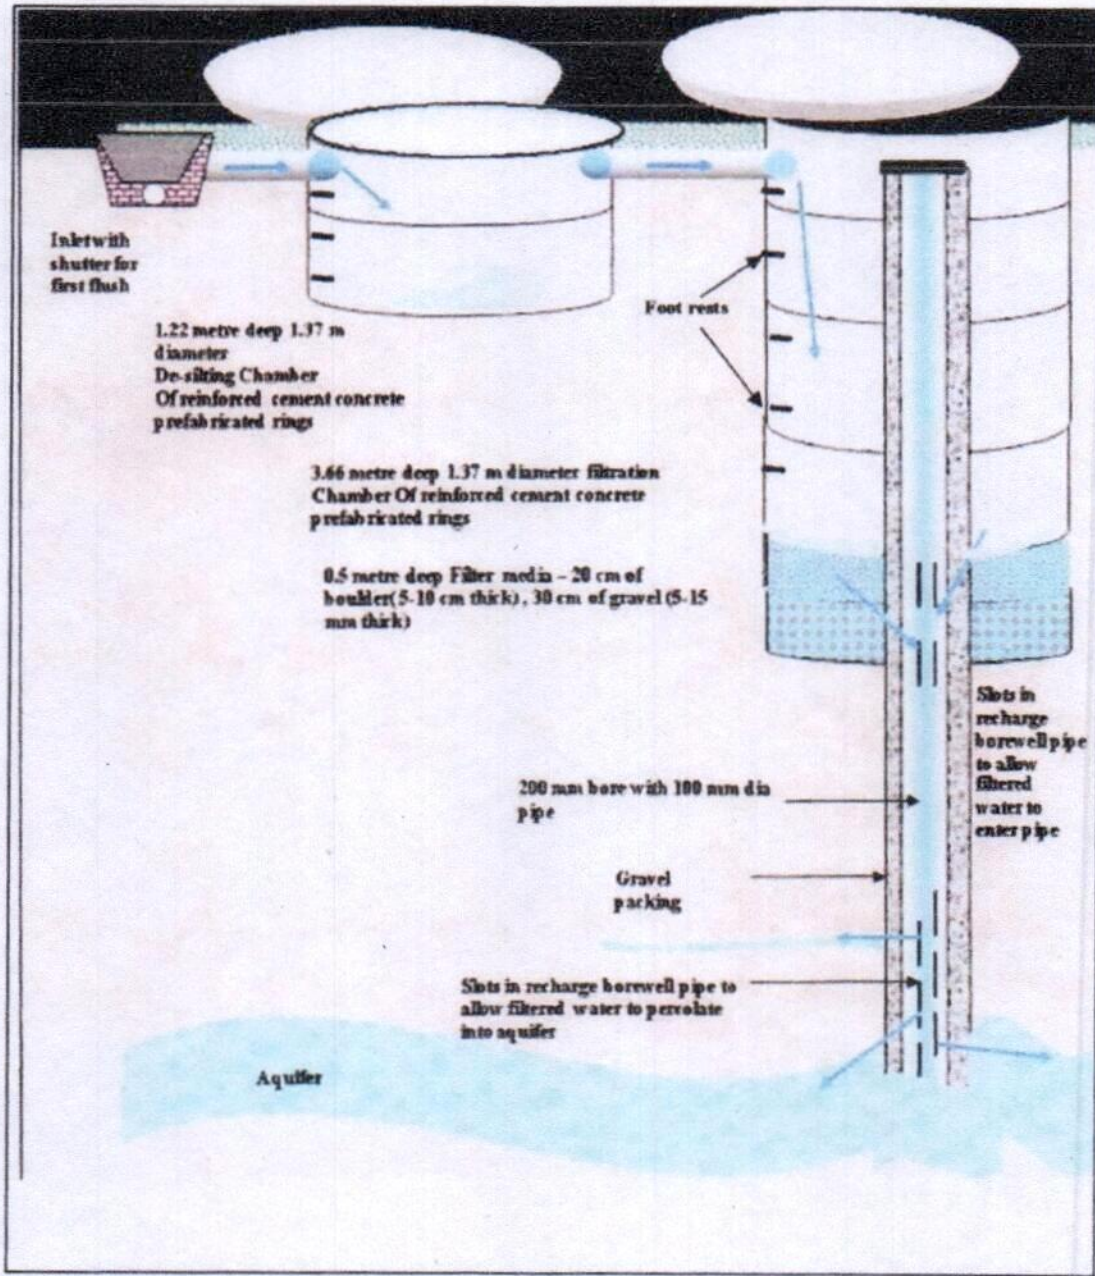 Inlet with
shutter for
first flush
1.22 metre deep 1.37 m
diameter
De-silting Chamber
Of reinforced cement concrete
prefabricated rings
Foot rests
3.66 metre deep 1.37 m diameter filtration
Chamber Of reinforced cement concrete
prefabricated rings
0.5 metre deep Filter media – 20 cm of
boulder( 5-10 cm thick) , 30 cm of gravel (5-15
mm thick)
Slots in
recharge
borewell pipe
to allow
filtered
water to
enter pipe
200 mm bore with 100 mm dia
pipe
Gravel
packing
Slots in recharge borewell pipe to
allow filtered water to percolate
into aquifer
Aquifer